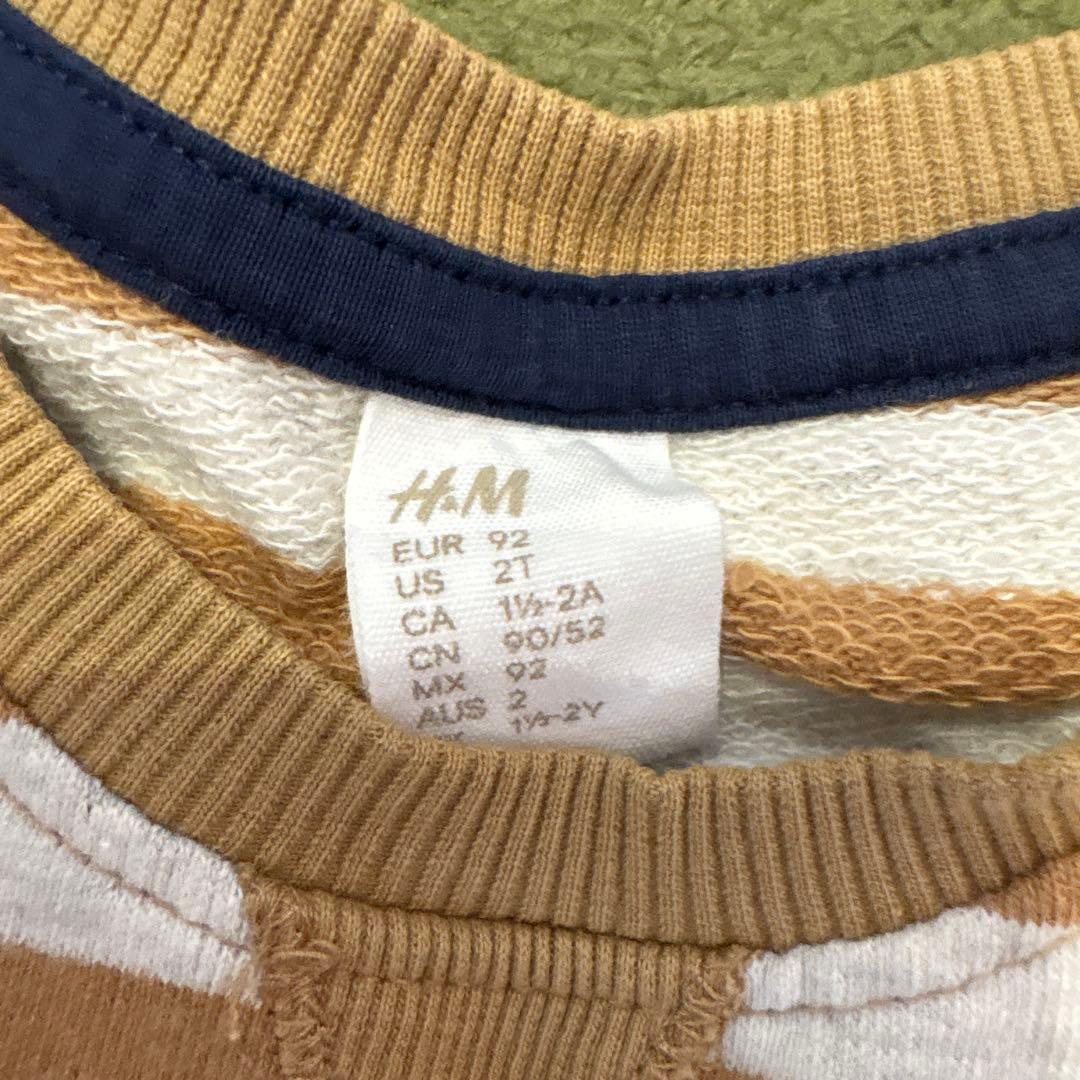 H&M
EUR 92
US 2T
CA 1½-2A
CN 90/52
MX 92
AUS 2
1½-2Y